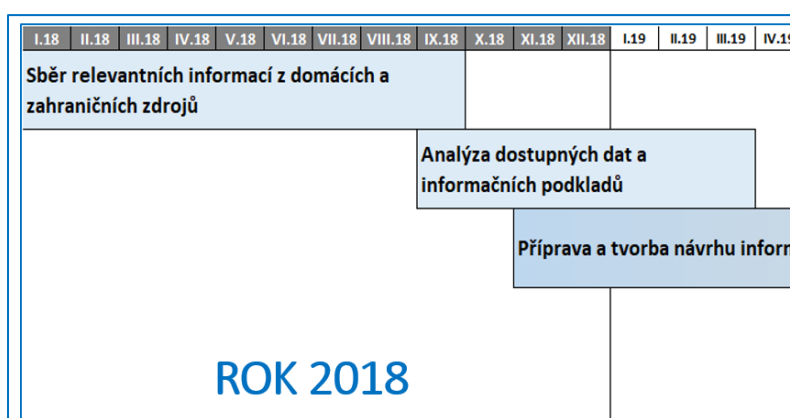 I.18 II.18 III.18 IV.18 V.18 VI.18 VII.18 VIII.18 IX.18 X.18 XI.18 XII.18 I.19 II.19 III.19 IV.19
Sběr relevantních informací z domácích a
zahraničních zdrojů
Analýza dostupných dat a
informačních podkladů
Příprava a tvorba návrhu
ROK 2018